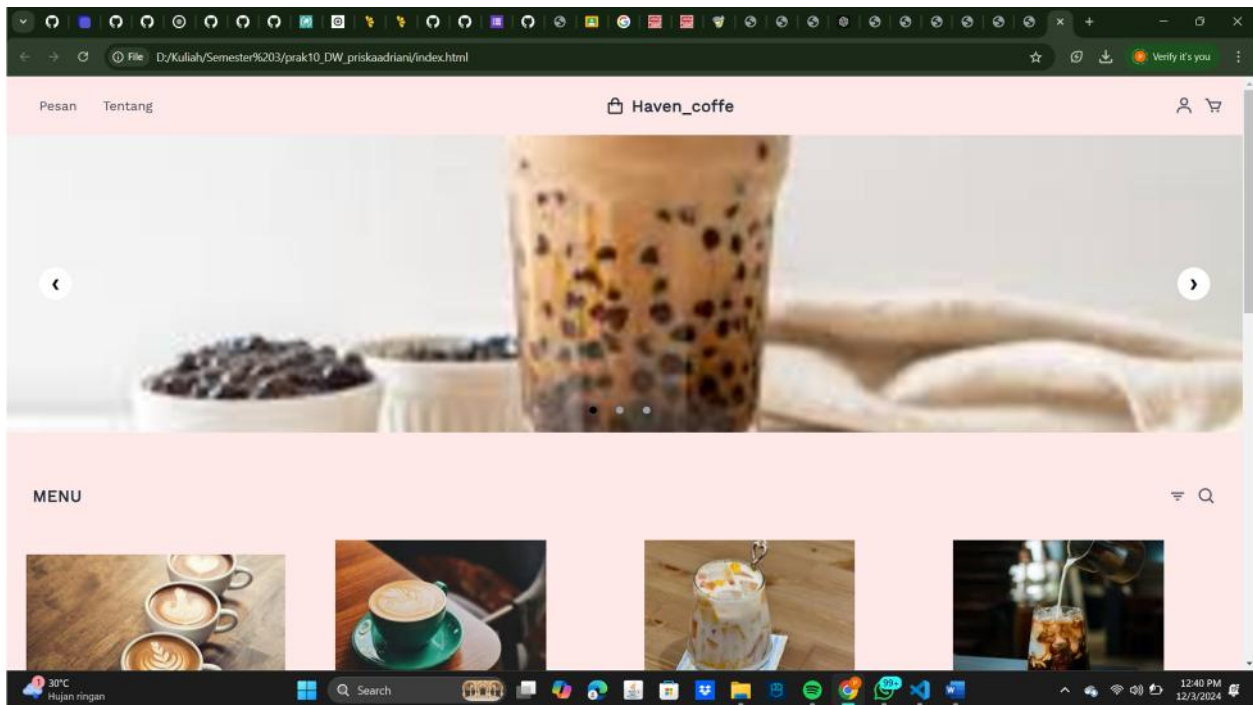 File D:/Kuliah/Semester%203/prak10_DW_priskaadriani/index.html
Verify it's you
Pesan Tentang Haven_coffe
MENU
30°C
Hujan ringan
Search
99+
12:40 PM
12/3/2024